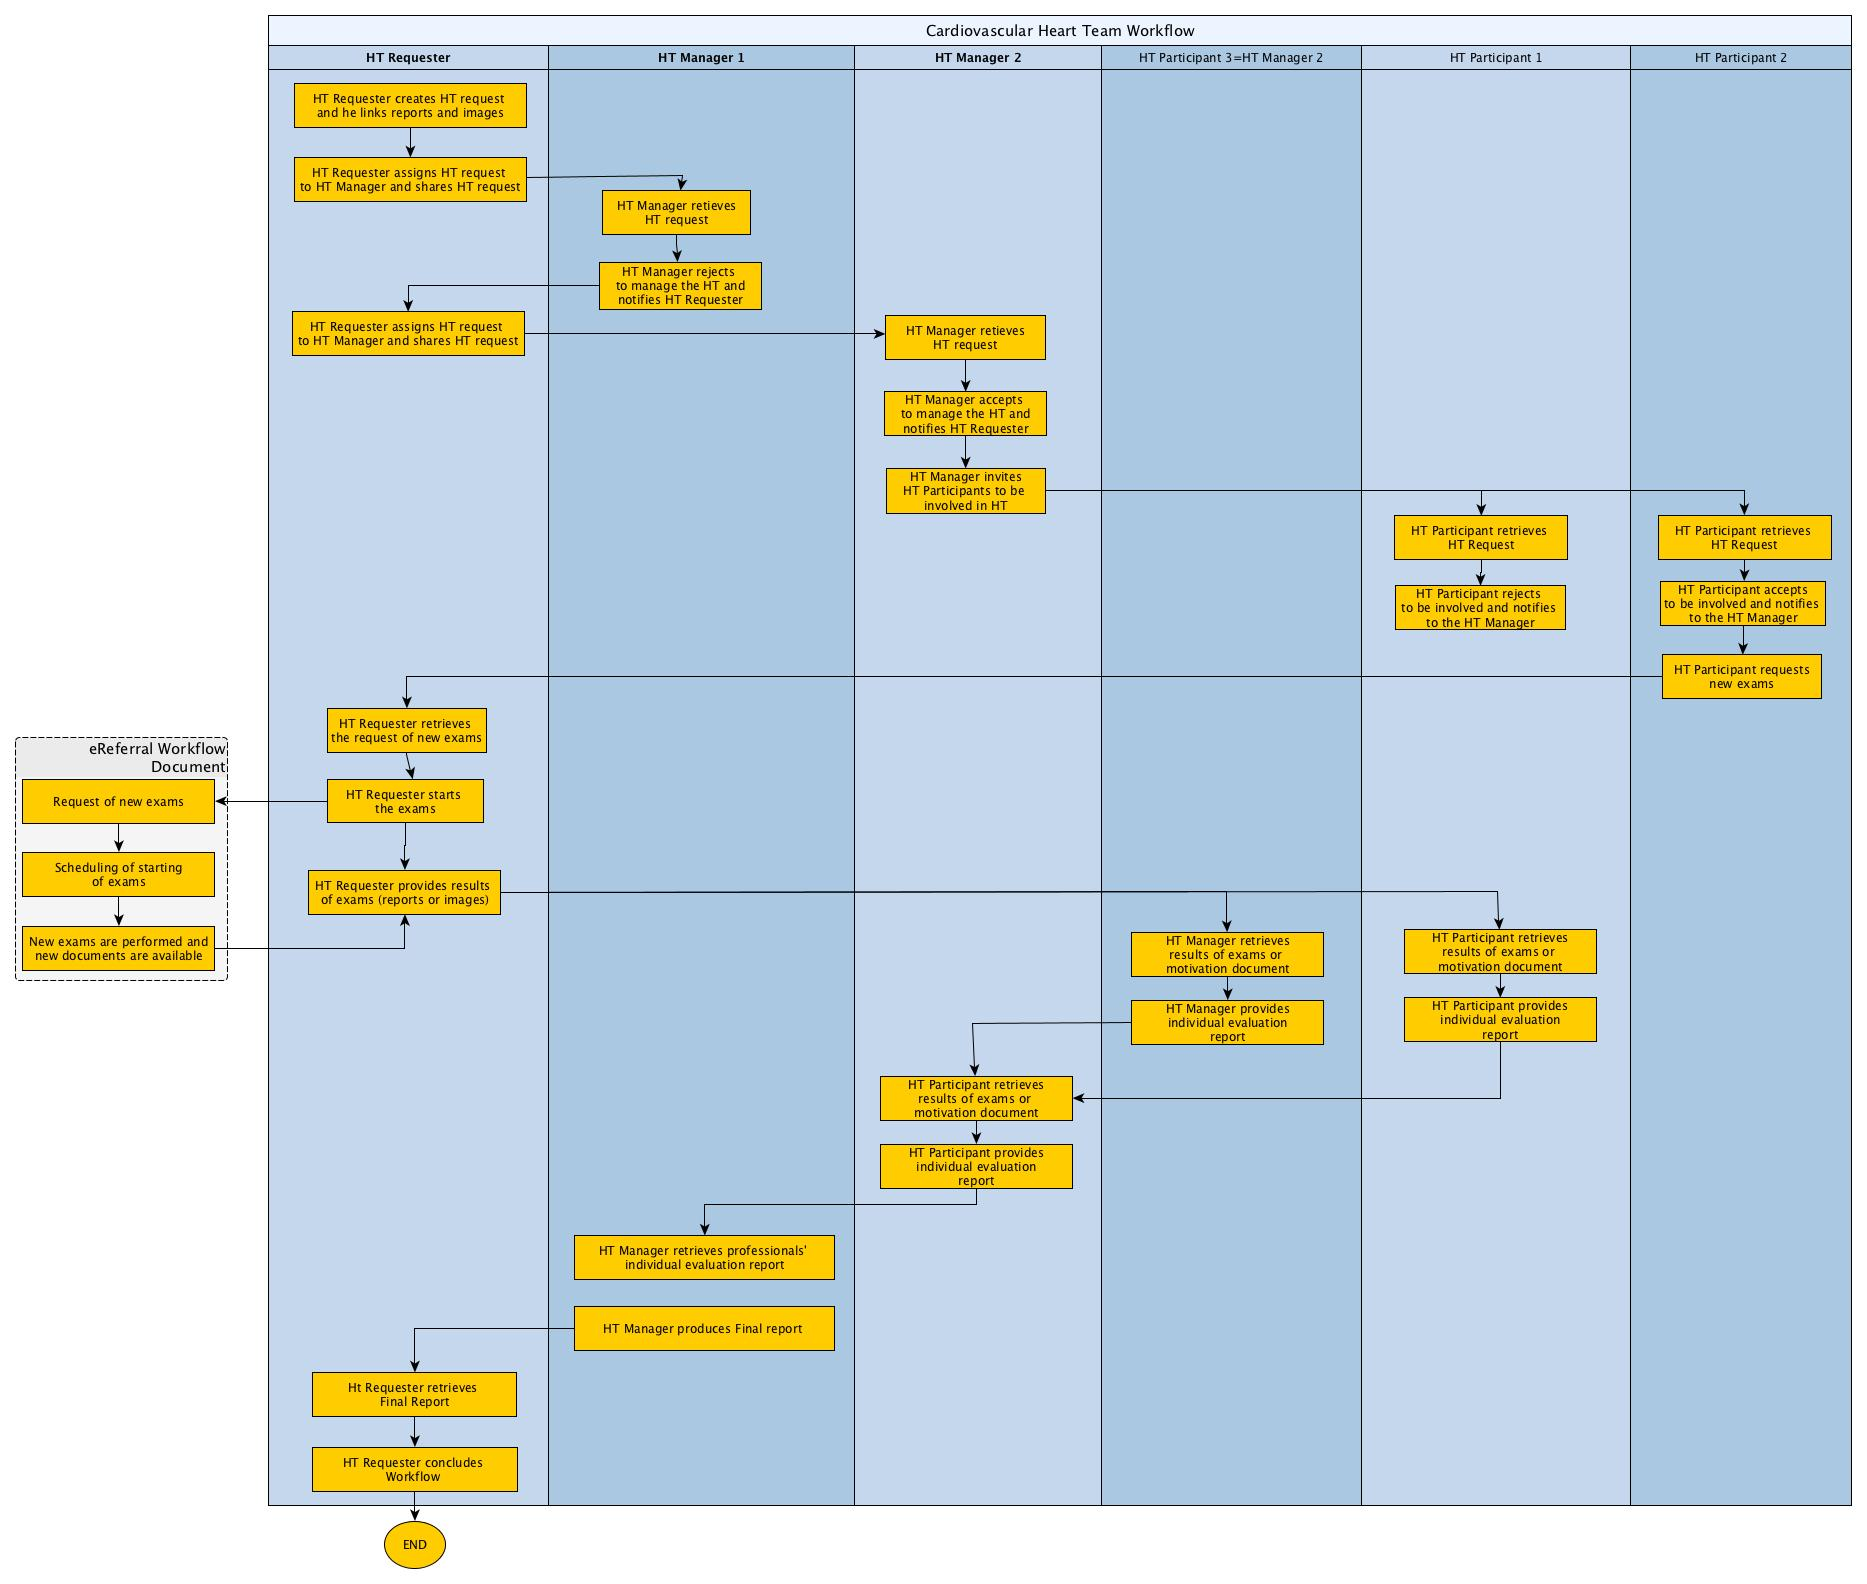 Cardiovascular Heart Team Workflow
HT Requester
HT Manager 1
HT Manager 2
HT Participant 3=HT Manager 2
HT Participant 1
HT Participant 2
HT Requester creates HT request
and he links reports and images
HT Requester assigns HT request
to HT Manager and shares HT request
HT Manager retieves
HT request
HT Manager rejects
to manage the HT and
notifies HT Requester
HT Requester assigns HT request
to HT Manager and shares HT request
HT Manager retieves
HT request
HT Manager accepts
to manage the HT and
notifies HT Requester
HT Manager invites
HT Participants to be
involved in HT
HT Participant retrieves
HT Request
HT Participant retrieves
HT Request
HT Participant rejects
to be involved and notifies
to the HT Manager
HT Participant accepts
to be involved and notifies
to the HT Manager
HT Participant requests
new exams
HT Requester retrieves
the request of new exams
eReferral Workflow
Document
Request of new exams
HT Requester starts
the exams
Scheduling of starting
of exams
HT Requester provides results
of exams (reports or images)
New exams are performed and
new documents are available
HT Manager retrieves
results of exams or
motivation document
HT Participant retrieves
results of exams or
motivation document
HT Manager provides
individual evaluation
report
HT Participant provides
individual evaluation
report
HT Participant retrieves
results of exams or
motivation document
HT Participant provides
individual evaluation
report
HT Manager retrieves professionals'
individual evaluation report
HT Manager produces Final report
Ht Requester retrieves
Final Report
HT Requester concludes
Workflow
END